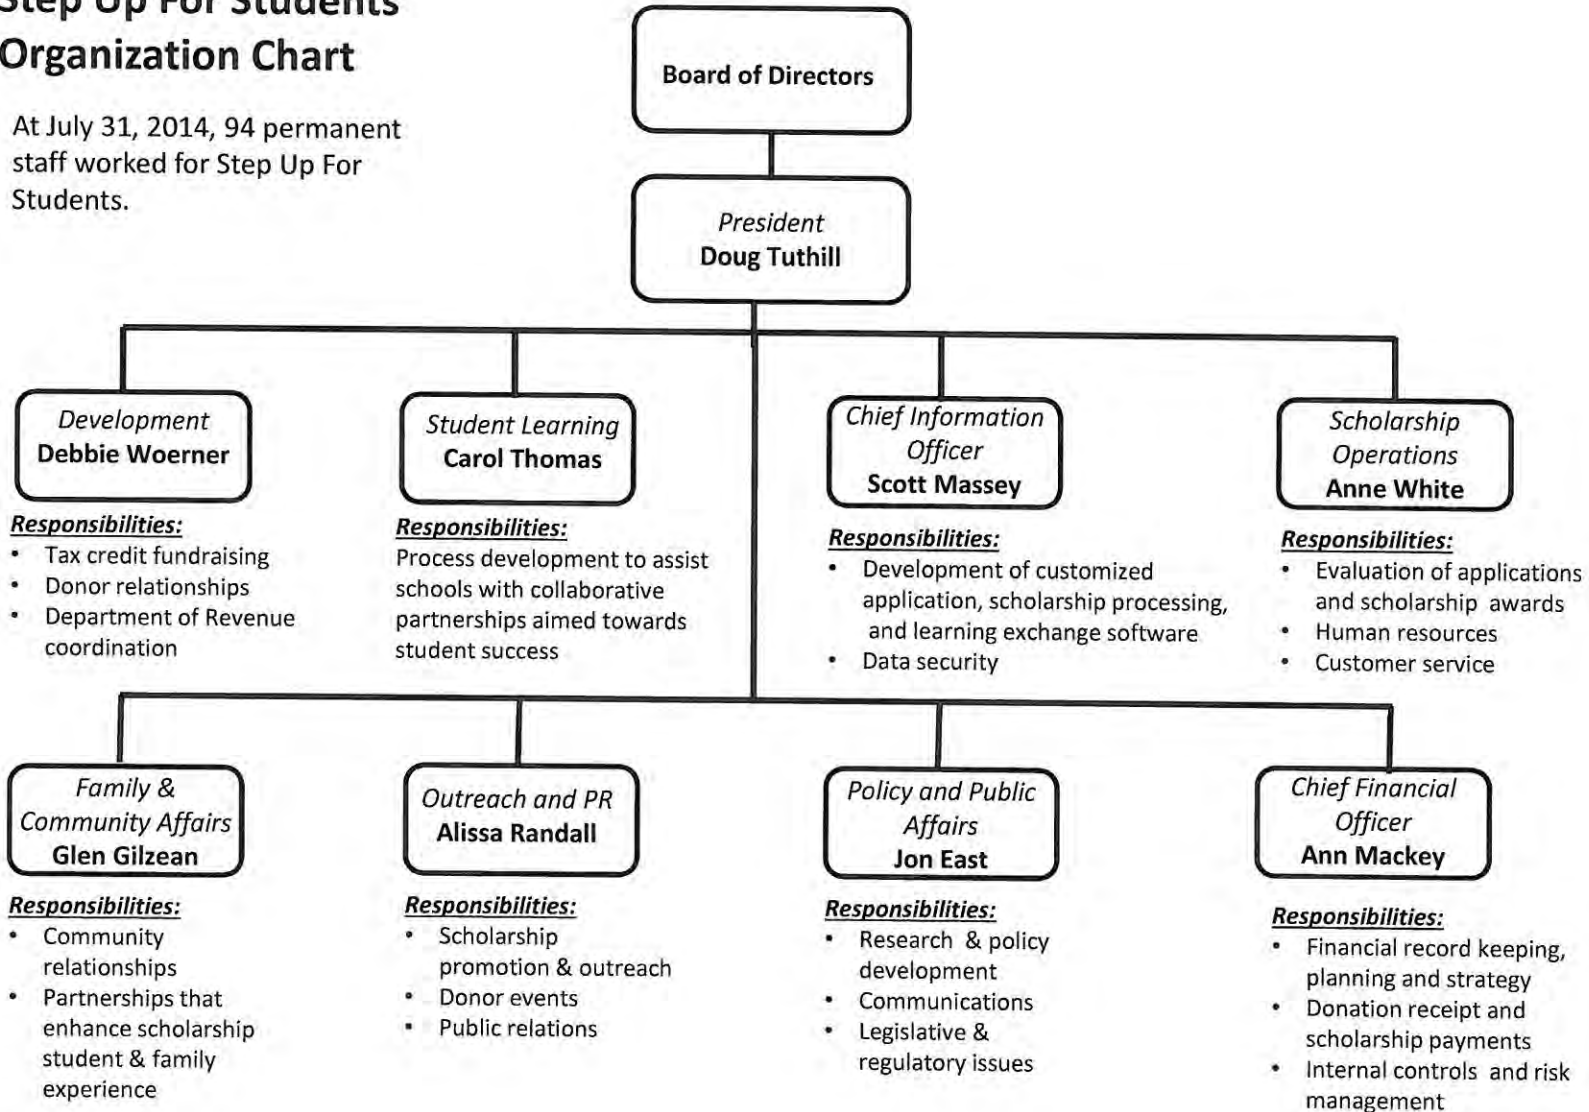 Step Up For Students
Organization Chart
At July 31, 2014, 94 permanent
staff worked for Step Up For
Students.
Board of Directors
President
Doug Tuthill
Development
Debbie Woerner
Responsibilities:
• Tax credit fundraising
• Donor relationships
• Department of Revenue
coordination
Student Learning
Carol Thomas
Responsibilities:
Process development to assist
schools with collaborative
partnerships aimed towards
student success
Chief Information
Officer
Scott Massey
Responsibilities:
• Development of customized
application, scholarship processing,
and learning exchange software
• Data security
Scholarship
Operations
Anne White
Responsibilities:
• Evaluation of applications
and scholarship awards
• Human resources
• Customer service
Family &
Community Affairs
Glen Gilzean
Responsibilities:
• Community
relationships
• Partnerships that
enhance scholarship
student & family
experience
Outreach and PR
Alissa Randall
Responsibilities:
• Scholarship
promotion & outreach
• Donor events
• Public relations
Policy and Public
Affairs
Jon East
Responsibilities:
• Research & policy
development
• Communications
• Legislative &
regulatory issues
Chief Financial
Officer
Ann Mackey
Responsibilities:
• Financial record keeping,
planning and strategy
• Donation receipt and
scholarship payments
• Internal controls and risk
management